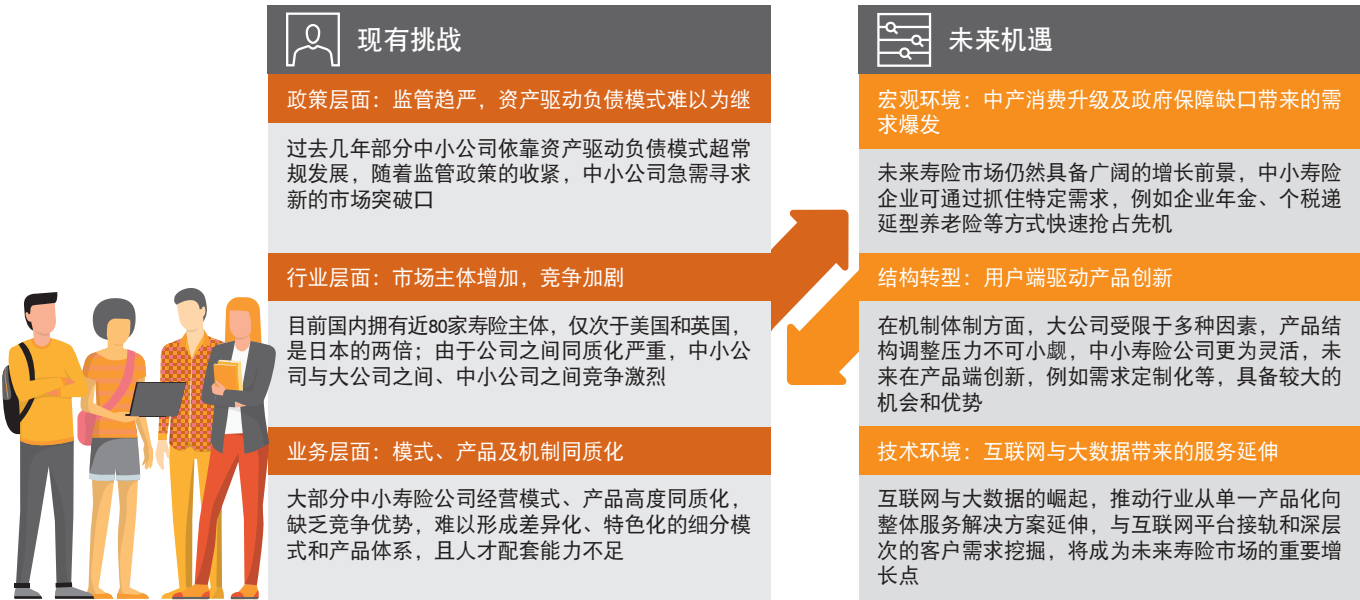 现有挑战
政策层面：监管趋严，资产驱动负债模式难以为继
过去几年部分中小公司依靠资产驱动负债模式超常
规发展，随着监管政策的收紧，中小公司急需寻求
新的市场突破口
行业层面：市场主体增加，竞争加剧
目前国内拥有近80家寿险主体，仅次于美国和英国，
是日本的两倍；由于公司之间同质化严重，中小公
司与大公司之间、中小公司之间竞争激烈
业务层面：模式、产品及机制同质化
大部分中小寿险公司经营模式、产品高度同质化，
缺乏竞争优势，难以形成差异化、特色化的细分模
式和产品体系，且人才配套能力不足
未来机遇
宏观环境：中产消费升级及政府保障缺口带来的需
求爆发
未来寿险市场仍然具备广阔的增长前景，中小寿险
企业可通过抓住特定需求，例如企业年金、个税递
延型养老险等方式快速抢占先机
结构转型：用户端驱动产品创新
在机制体制方面，大公司受限于多种因素，产品结
构调整压力不可小觑，中小寿险公司更为灵活，未
来在产品端创新，例如需求定制化等，具备较大的
机会和优势
技术环境：互联网与大数据带来的服务延伸
互联网与大数据的崛起，推动行业从单一产品化向
整体服务解决方案延伸，与互联网平台接轨和深层
次的客户需求挖掘，将成为未来寿险市场的重要增
长点